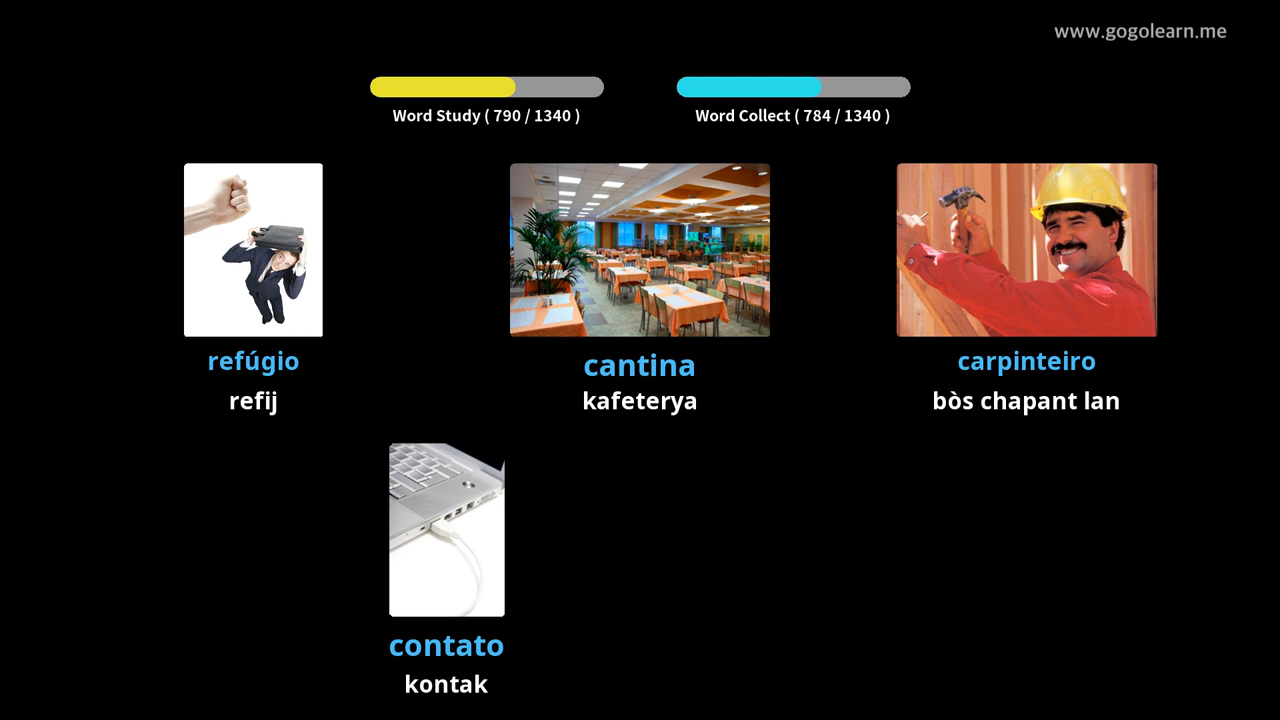 www.gogolearn.me
Word Study ( 790 / 1340 )
Word Collect ( 784 / 1340 )
refúgio
refij
cantina
kafeterya
carpinteiro
bòs chapant lan
contato
kontak